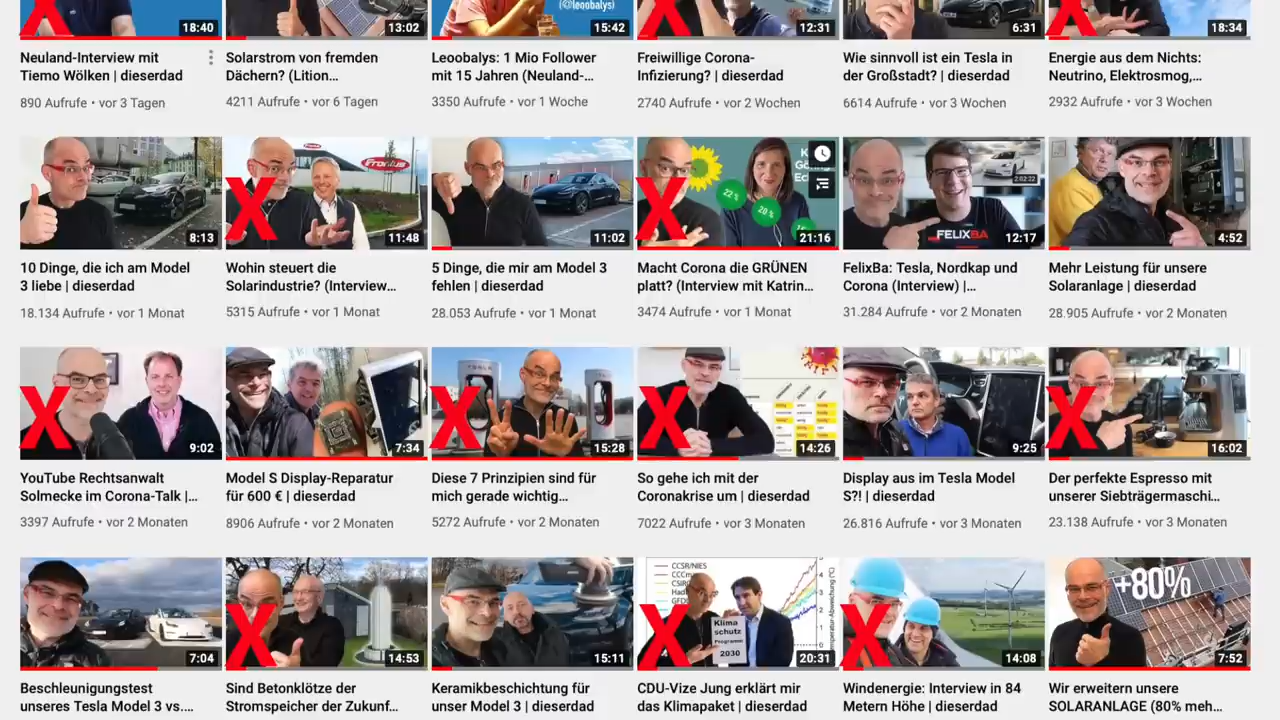 (@leoobalys)
18:40
13:02
15:42
12:31
6:31
18:34
Neuland-Interview mit
Tiemo Wölken | dieserdad
890 Aufrufe • vor 3 Tagen
Solarstrom von fremden
Dächern? (Lition...
4211 Aufrufe • vor 6 Tagen
Leoobalys: 1 Mio Follower
mit 15 Jahren (Neuland-...
3350 Aufrufe • vor 1 Woche
Freiwillige Corona-
Infizierung? | dieserdad
2740 Aufrufe • vor 2 Wochen
Wie sinnvoll ist ein Tesla in
der Großstadt? | dieserdad
6614 Aufrufe • vor 3 Wochen
Energie aus dem Nichts:
Neutrino, Elektrosmog,...
2932 Aufrufe • vor 3 Wochen
8:13
X
Fronius
11:48
11:02
X
22 %
20 %
21:16
2:02:22
FELIXBA
12:17
4:52
10 Dinge, die ich am Model
3 liebe | dieserdad
18.134 Aufrufe • vor 1 Monat
Wohin steuert die
Solarindustrie? (Interview...
5315 Aufrufe • vor 1 Monat
5 Dinge, die mir am Model 3
fehlen | dieserdad
28.053 Aufrufe • vor 1 Monat
Macht Corona die GRÜNEN
platt? (Interview mit Katrin...
3474 Aufrufe • vor 1 Monat
FelixBa: Tesla, Nordkap und
Corona (Interview) |...
31.284 Aufrufe • vor 2 Monaten
Mehr Leistung für unsere
Solaranlage | dieserdad
28.905 Aufrufe • vor 2 Monaten
X
9:02
7:34
X
TESLA
15:28
X
14:26
9:25
X
16:02
YouTube Rechtsanwalt
Solmecke im Corona-Talk |...
3397 Aufrufe • vor 2 Monaten
Model S Display-Reparatur
für 600 € | dieserdad
8906 Aufrufe • vor 2 Monaten
Diese 7 Prinzipien sind für
mich gerade wichtig...
5272 Aufrufe • vor 2 Monaten
So gehe ich mit der
Coronakrise um | dieserdad
7022 Aufrufe • vor 3 Monaten
Display aus im Tesla Model
S?! | dieserdad
26.816 Aufrufe • vor 3 Monaten
Der perfekte Espresso mit
unserer Siebträgermaschi...
23.138 Aufrufe • vor 3 Monaten
7:04
X
14:53
15:11
X
CCSR/NIES
Klima
schutz
Programm
2030
20:31
X
14:08
+80%
7:52
Beschleunigungstest
unseres Tesla Model 3 vs....
Sind Betonklötze der
Stromspeicher der Zukunf...
Keramikbeschichtung für
unser Model 3 | dieserdad
CDU-Vize Jung erklärt mir
das Klimapaket | dieserdad
Windenergie: Interview in 84
Metern Höhe | dieserdad
Wir erweitern unsere
SOLARANLAGE (80% meh...